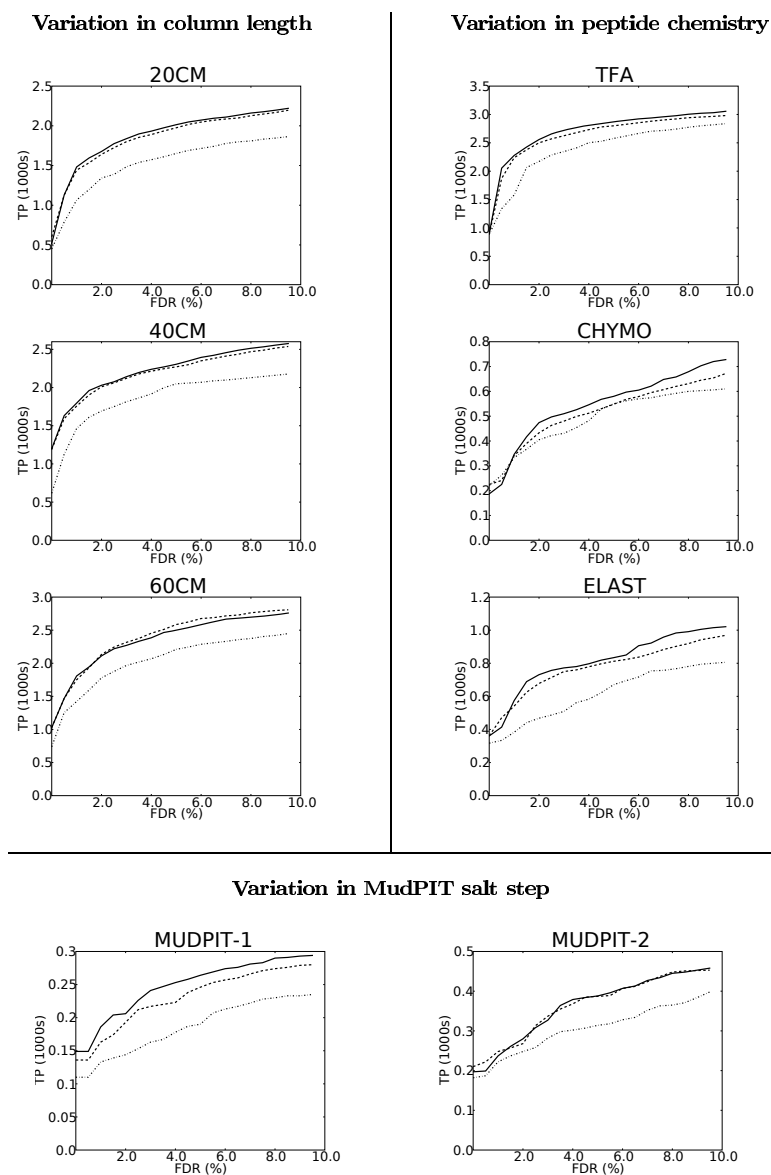 Variation in column length
Variation in peptide chemistry
20CM
2.5
2.0
1.5
1.0
0.5
0.0
TP (1000s)
2.0 4.0 6.0 8.0 10.0
FDR (%)
TFA
3.5
3.0
2.5
2.0
1.5
1.0
0.5
0.0
TP (1000s)
2.0 4.0 6.0 8.0 10.0
FDR (%)
40CM
2.5
2.0
1.5
1.0
0.5
0.0
TP (1000s)
2.0 4.0 6.0 8.0 10.0
FDR (%)
CHYMO
0.8
0.7
0.6
0.5
0.4
0.3
0.2
0.1
0.0
TP (1000s)
2.0 4.0 6.0 8.0 10.0
FDR (%)
60CM
3.0
2.5
2.0
1.5
1.0
0.5
0.0
TP (1000s)
2.0 4.0 6.0 8.0 10.0
FDR (%)
ELAST
1.2
1.0
0.8
0.6
0.4
0.2
0.0
TP (1000s)
2.0 4.0 6.0 8.0 10.0
FDR (%)
Variation in MudPIT salt step
MUDPIT-1
0.3
0.25
0.2
0.15
0.1
0.05
0.0
TP (1000s)
2.0 4.0 6.0 8.0 10.0
FDR (%)
MUDPIT-2
0.5
0.4
0.3
0.2
0.1
0.0
TP (1000s)
2.0 4.0 6.0 8.0 10.0
FDR (%)